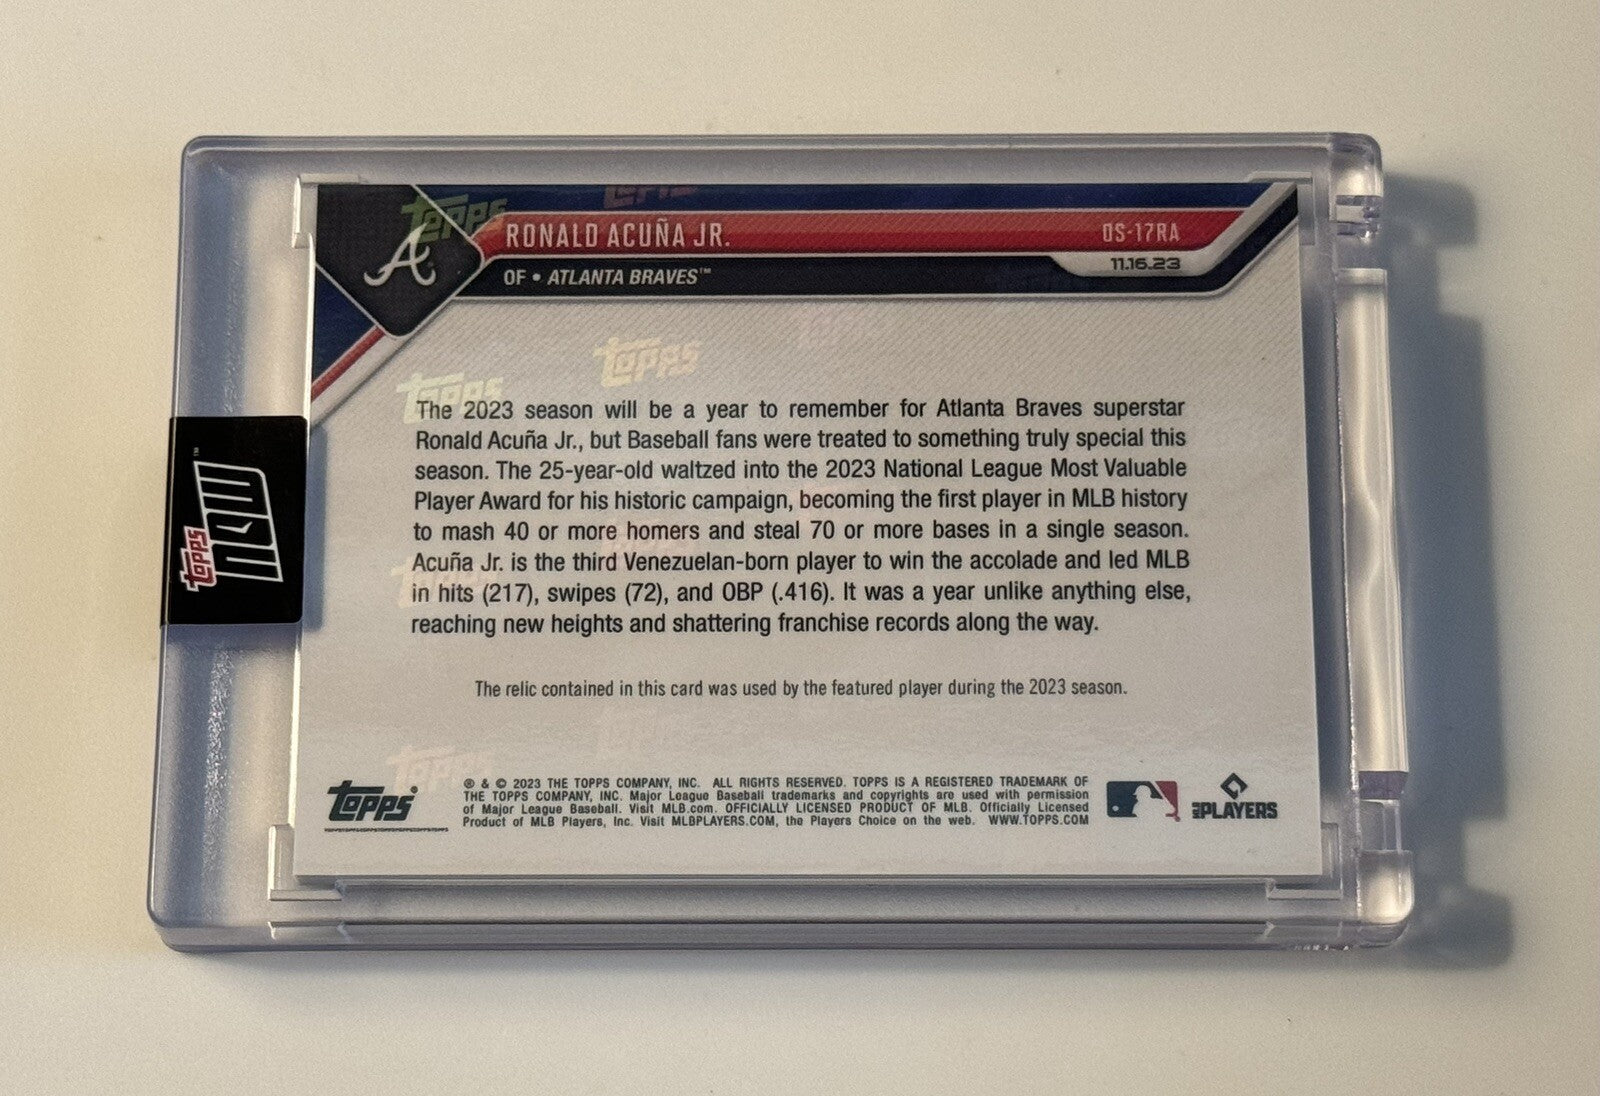 RONALD ACUÑA JR.
OS-17RA
11.16.23
OF • ATLANTA BRAVES™
A
The 2023 season will be a year to remember for Atlanta Braves superstar
Ronald Acuña Jr., but Baseball fans were treated to something truly special this
season. The 25-year-old waltzed into the 2023 National League Most Valuable
Player Award for his historic campaign, becoming the first player in MLB history
to mash 40 or more homers and steal 70 or more bases in a single season.
Acuña Jr. is the third Venezuelan-born player to win the accolade and led MLB
in hits (217), swipes (72), and OBP (.416). It was a year unlike anything else,
reaching new heights and shattering franchise records along the way.
The relic contained in this card was used by the featured player during the 2023 season.
topps
® & © 2023 THE TOPPS COMPANY, INC. ALL RIGHTS RESERVED. TOPPS IS A REGISTERED TRADEMARK OF
THE TOPPS COMPANY, INC. Major League Baseball trademarks and copyrights are used with permission
of Major League Baseball. Visit MLB.com. OFFICIALLY LICENSED PRODUCT OF MLB. Officially Licensed
Product of MLB Players, Inc. Visit MLBPLAYERS.COM, the Players Choice on the web. WWW.TOPPS.COM
MLB PLAYERS
topps NOW™
topps
topps
topps
topps
topps
topps